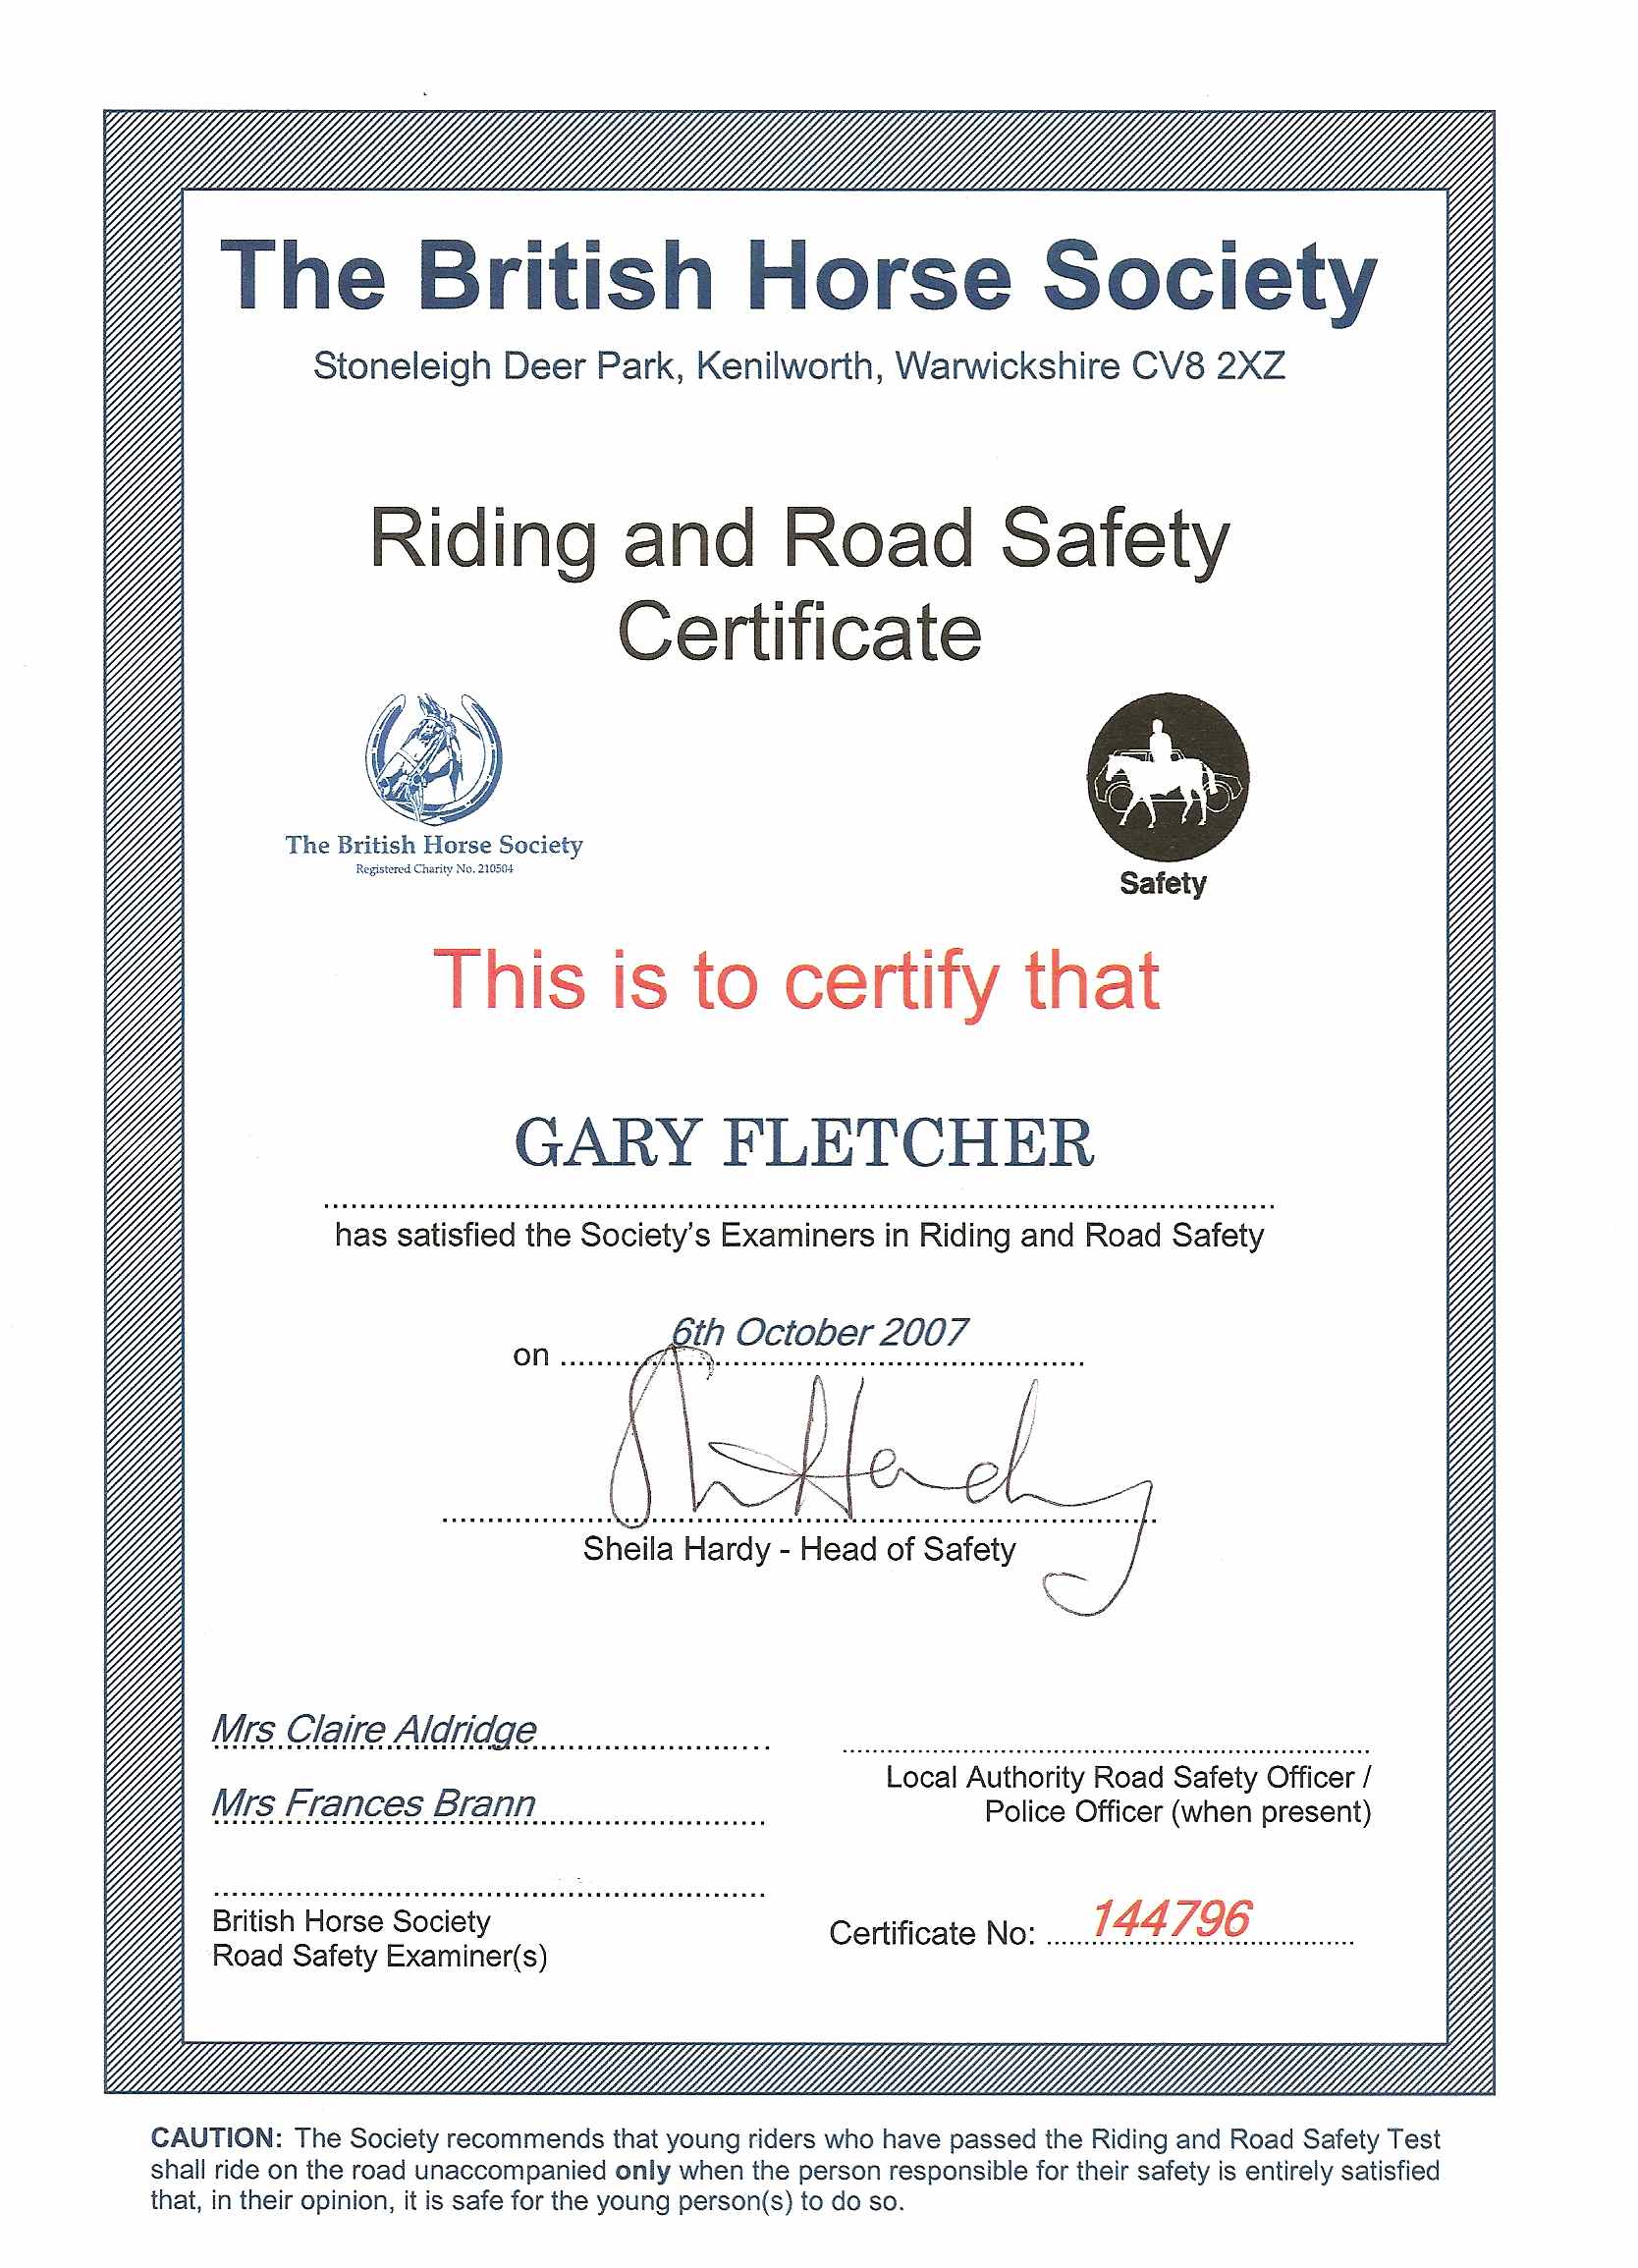 The British Horse Society
Stoneleigh Deer Park, Kenilworth, Warwickshire CV8 2XZ
Riding and Road Safety
Certificate
The British Horse Society
Registered Charity No. 210504
Safety
This is to certify that
GARY FLETCHER
has satisfied the Society's Examiners in Riding and Road Safety
on 6th October 2007
Sheila Hardy - Head of Safety
Mrs Claire Aldridge
Mrs Frances Brann
British Horse Society
Road Safety Examiner(s)
Local Authority Road Safety Officer /
Police Officer (when present)
Certificate No: 144796
CAUTION: The Society recommends that young riders who have passed the Riding and Road Safety Test
shall ride on the road unaccompanied only when the person responsible for their safety is entirely satisfied
that, in their opinion, it is safe for the young person(s) to do so.